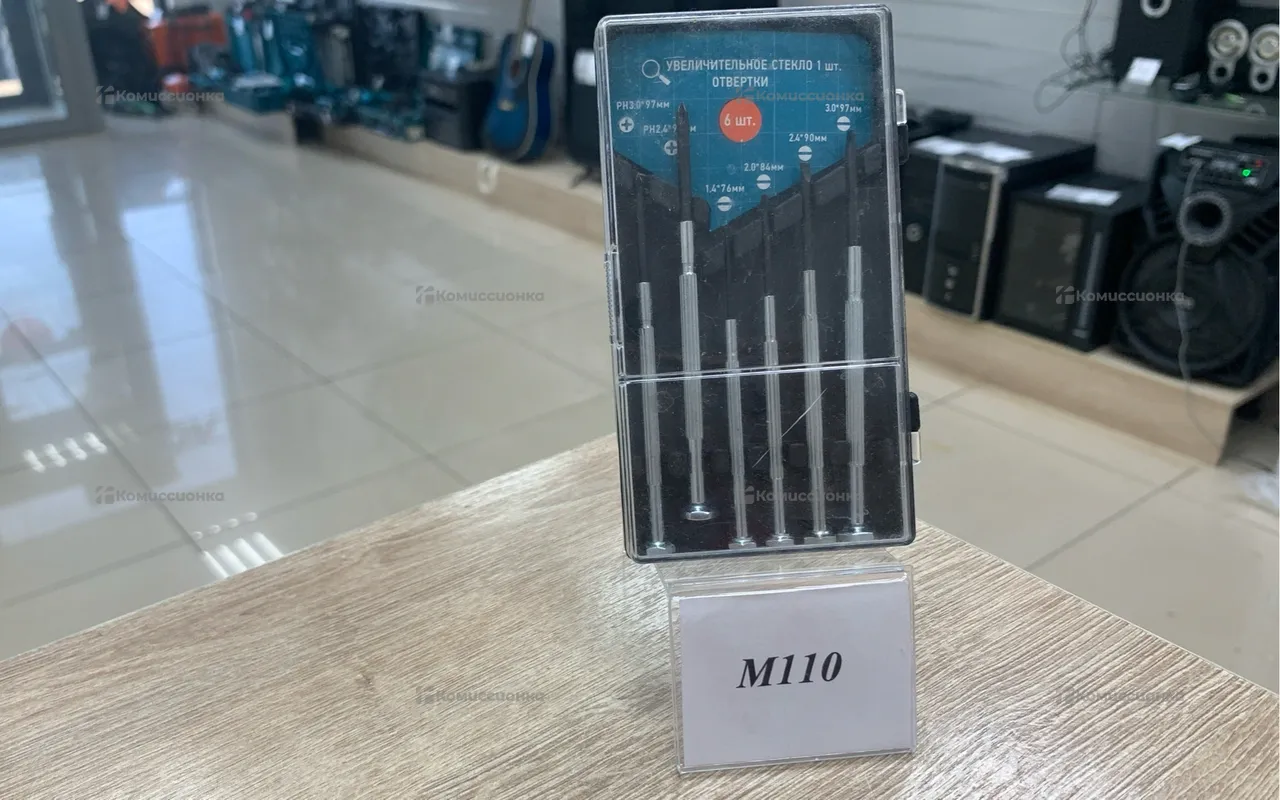 УВЕЛИЧИТЕЛЬНОЕ СТЕКЛО 1 шт.
ОТВЕРТКИ
6 шт.
PH3.0*97мм
3.0*97мм
2.4*90мм
2.0*84мм
1.4*76мм
M110
Комиссионка
Комиссионка
Комиссионка
Комиссионка
Комиссионка
Комиссионка
Комиссионка
Комиссионка